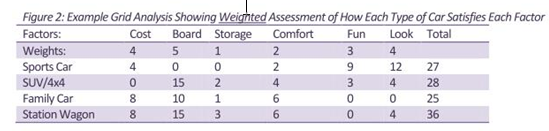 Figure 2: Example Grid Analysis Showing Weighted Assessment of How Each Type of Car Satisfies Each Factor
Factors: Cost Board Storage Comfort Fun Look Total
Weights: 4 5 1 2 3 4
Sports Car 4 0 0 2 9 12 27
SUV/4x4 0 15 2 4 3 4 28
Family Car 8 10 1 6 0 0 25
Station Wagon 8 15 3 6 0 4 36